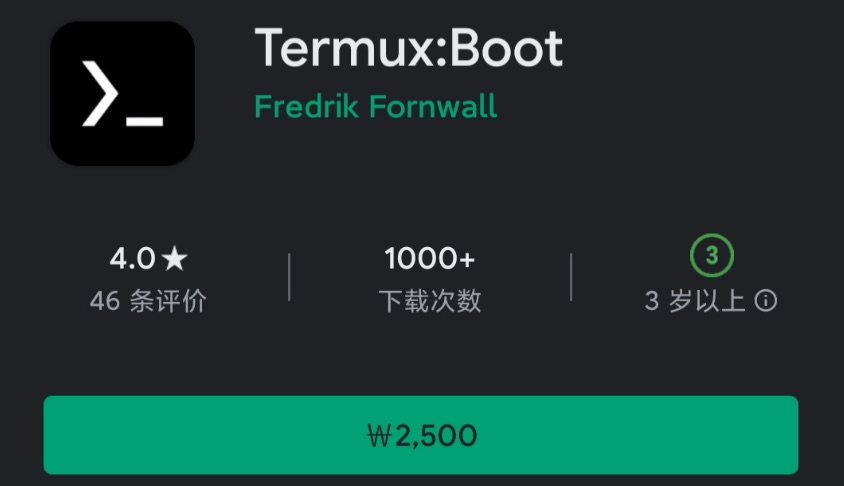 Termux:Boot
Fredrik Fornwall
4.0★ 1000+ 3
46 条评价 下载次数 3 岁以上
₩2,500